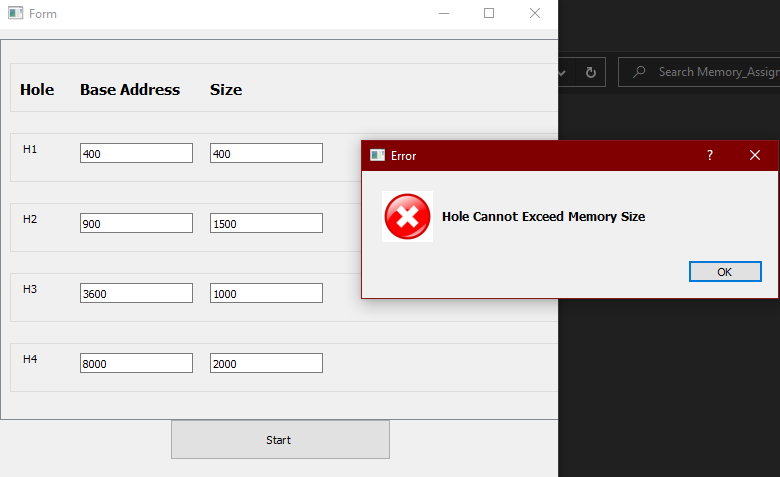 Form
Search Memory_Assign
Hole Base Address Size
H1 400 400
Error ?
H2 900 1500
Hole Cannot Exceed Memory Size
OK
H3 3600 1000
H4 8000 2000
Start